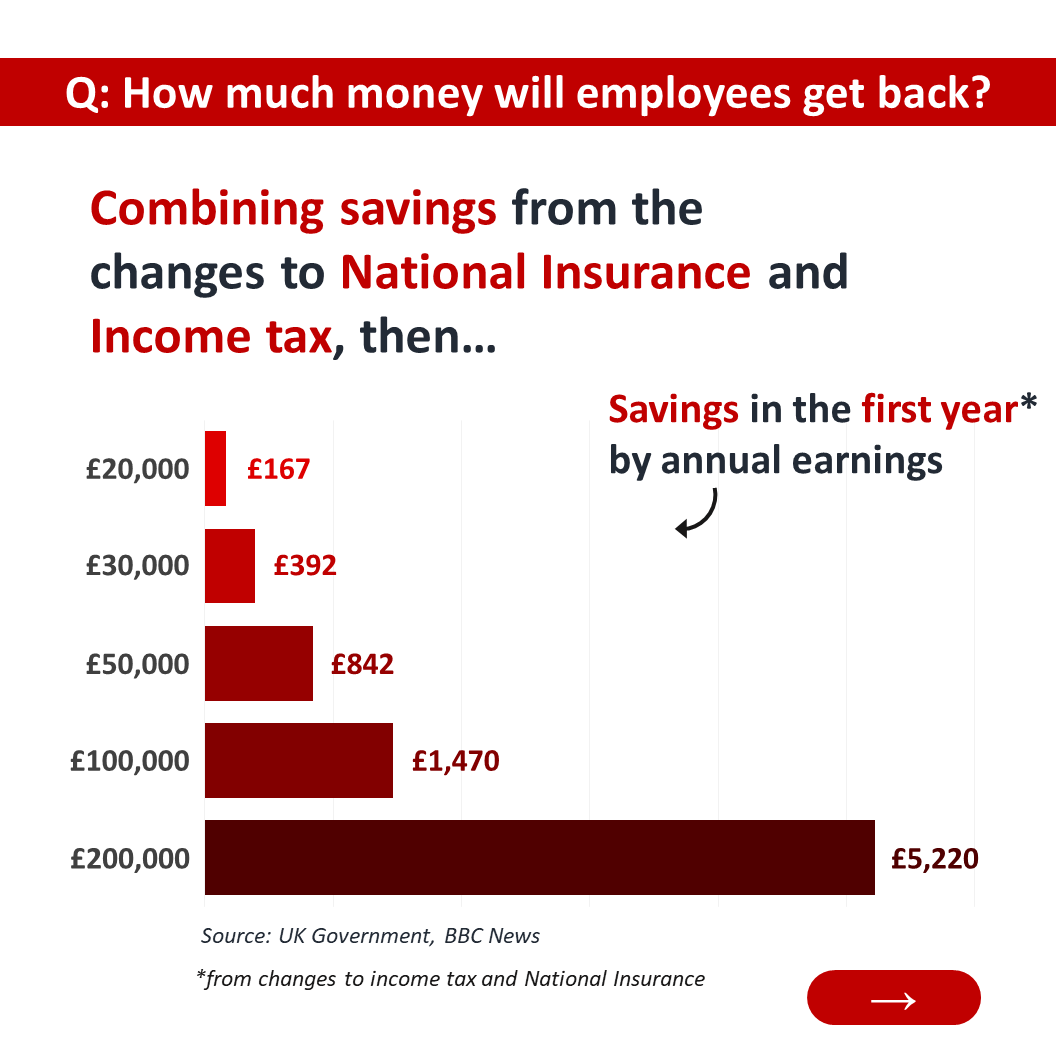 Q: How much money will employees get back?
Combining savings from the
changes to National Insurance and
Income tax, then...
Savings in the first year*
by annual earnings
£20,000 £167
£30,000 £392
£50,000 £842
£100,000 £1,470
£200,000 £5,220
Source: UK Government, BBC News
*from changes to income tax and National Insurance